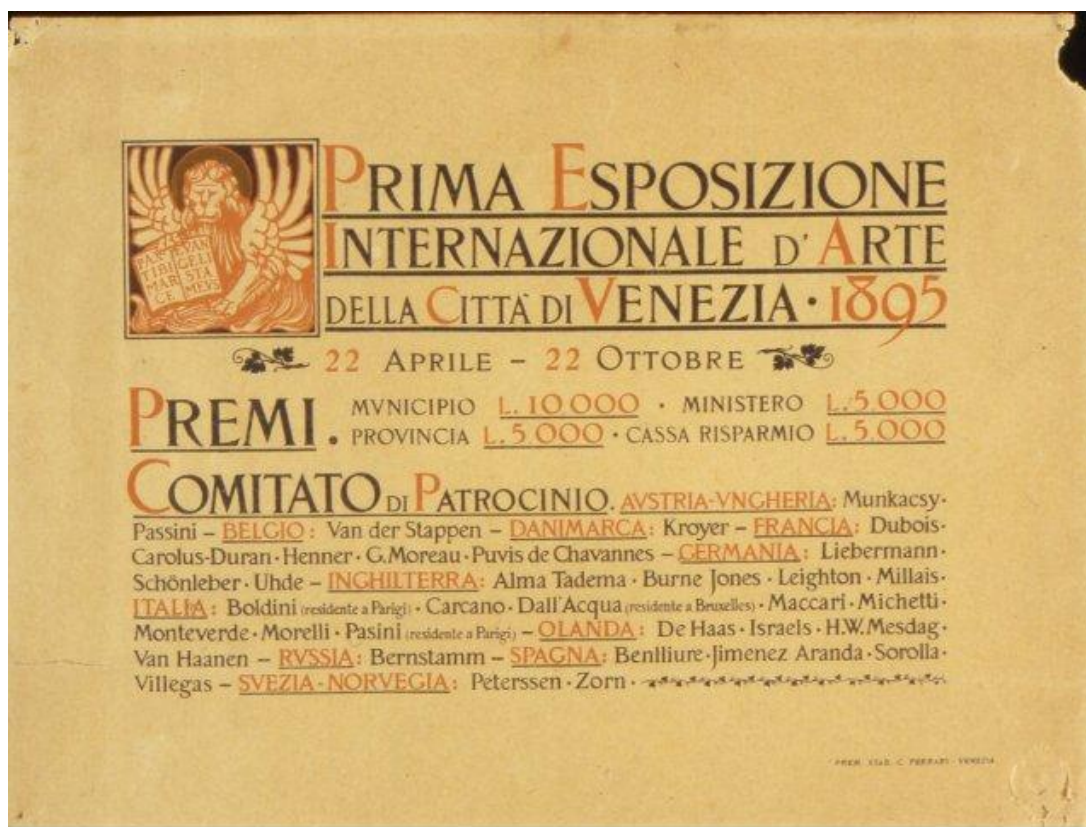 PAX TIBI MARCE EVANGELISTA MEVS
PRIMA ESPOSIZIONE
INTERNAZIONALE D'ARTE
DELLA CITTÀ DI VENEZIA · 1895
22 APRILE – 22 OTTOBRE
PREMI. MVNICIPIO L. 10.000 · MINISTERO L. 5.000
PROVINCIA L. 5.000 · CASSA RISPARMIO L. 5.000
COMITATO DI PATROCINIO. AVSTRIA-VNGHERIA: Munkacsy·
Passini – BELGIO: Van der Stappen – DANIMARCA: Kroyer – FRANCIA: Dubois·
Carolus-Duran · Henner · G. Moreau · Puvis de Chavannes – GERMANIA: Liebermann·
Schönleber · Uhde – INGHILTERRA: Alma Tadema · Burne Jones · Leighton · Millais·
ITALIA: Boldini (residente a Parigi) · Carcano · Dall'Acqua (residente a Bruxelles) · Maccari · Michetti·
Monteverde · Morelli · Pasini (residente a Parigi) – OLANDA: De Haas · Israels · H.W. Mesdag·
Van Haanen – RVSSIA: Bernstamm – SPAGNA: Benlliure · Jimenez Aranda · Sorolla·
Villegas – SVEZIA-NORVEGIA: Peterssen · Zorn ·
PREM. STAB. C. FERRARI · VENEZIA